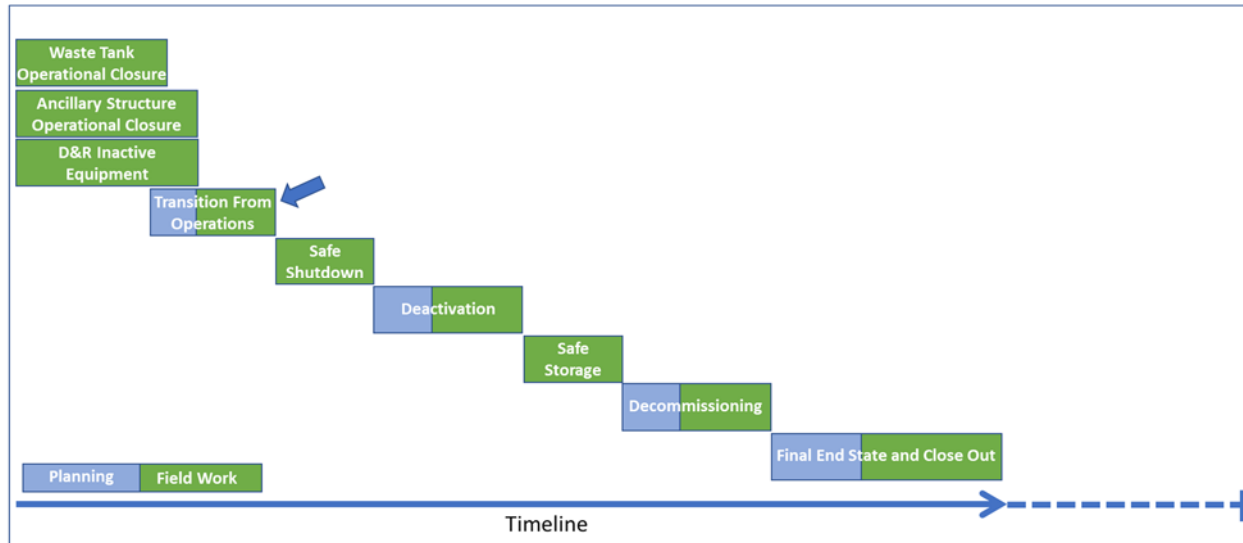 Waste Tank
Operational Closure
Ancillary Structure
Operational Closure
D&R Inactive
Equipment
Transition From
Operations
Safe
Shutdown
Deactivation
Safe
Storage
Decommissioning
Final End State and Close Out
Planning
Field Work
Timeline